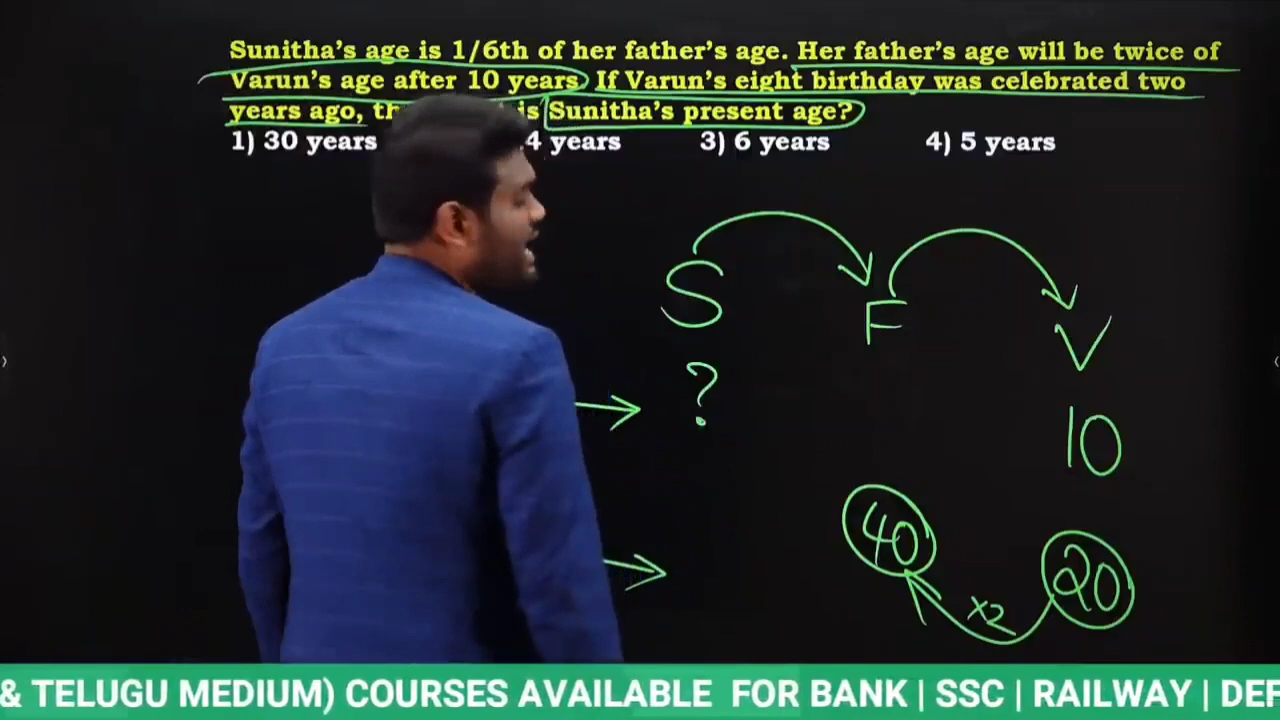 Sunitha's age is 1/6th of her father's age. Her father's age will be twice of
Varun's age after 10 years. If Varun's eight birthday was celebrated two
years ago, is Sunitha's present age?
1) 30 years 4 years 3) 6 years 4) 5 years
S F V
? 10
40 20
x2
& TELUGU MEDIUM) COURSES AVAILABLE FOR BANK | SSC | RAILWAY | DEF